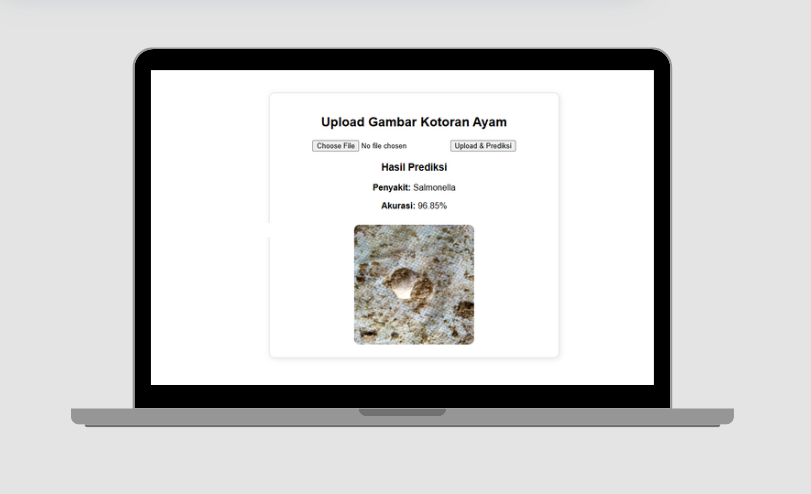 Upload Gambar Kotoran Ayam
Choose File No file chosen Upload & Prediksi
Hasil Prediksi
Penyakit: Salmonella
Akurasi: 96.85%